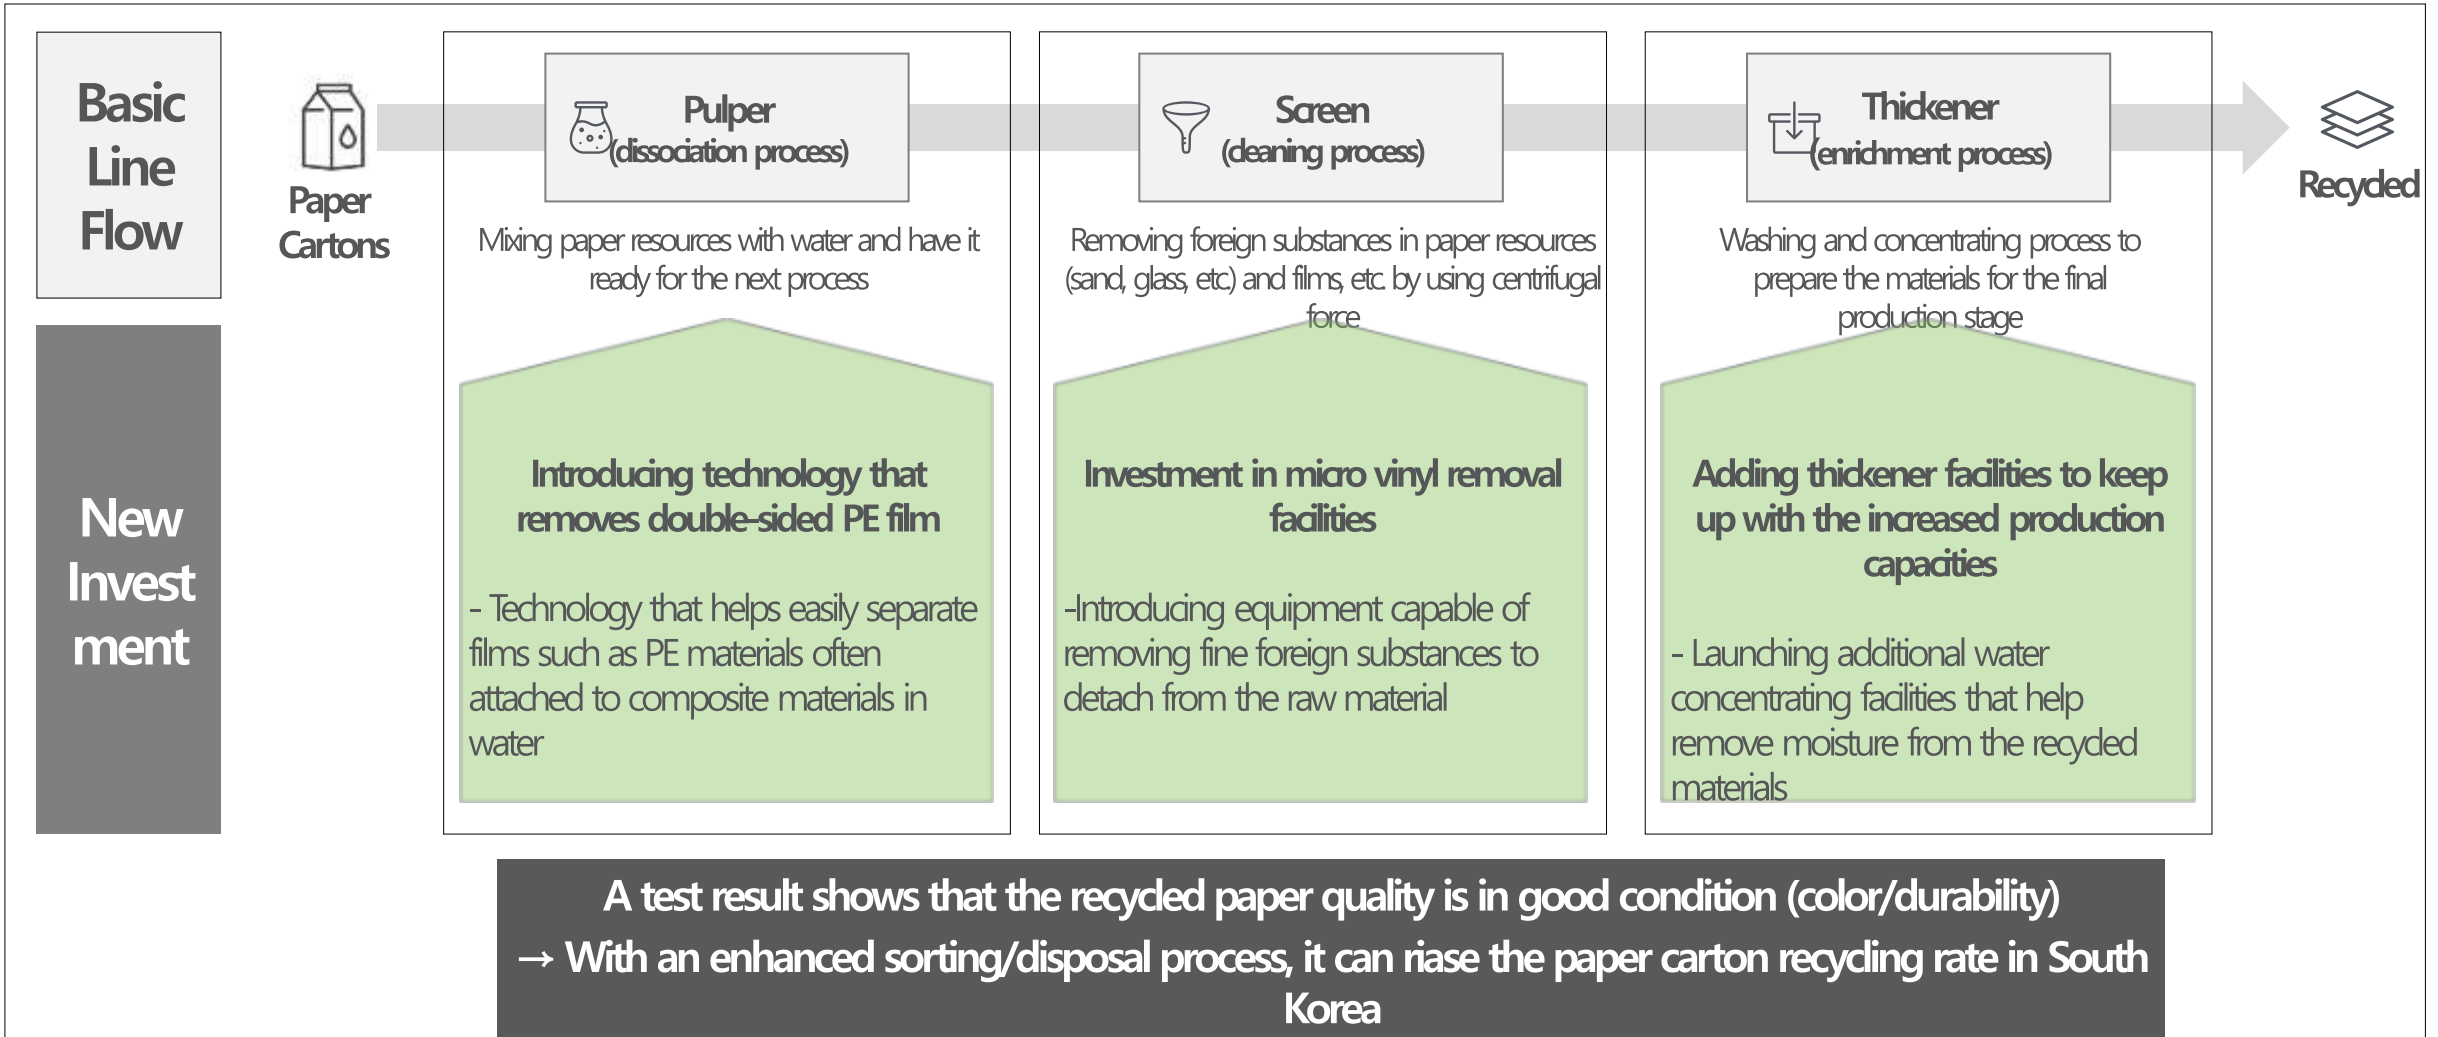 Basic
Line
Flow
Paper
Cartons
Pulper
(dissociation process)
Mixing paper resources with water and have it
ready for the next process
Screen
(cleaning process)
Removing foreign substances in paper resources
(sand, glass, etc) and films, etc. by using centrifugal
force
Thickener
(enrichment process)
Washing and concentrating process to
prepare the materials for the final
production stage
Recycled
New
Invest
ment
Introducing technology that
removes double-sided PE film
- Technology that helps easily separate
films such as PE materials often
attached to composite materials in
water
Investment in micro vinyl removal
facilities
-Introducing equipment capable of
removing fine foreign substances to
detach from the raw material
Adding thickener facilities to keep
up with the increased production
capacities
- Launching additional water
concentrating facilities that help
remove moisture from the recycled
materials
A test result shows that the recycled paper quality is in good condition (color/durability)
→ With an enhanced sorting/disposal process, it can riase the paper carton recycling rate in South
Korea